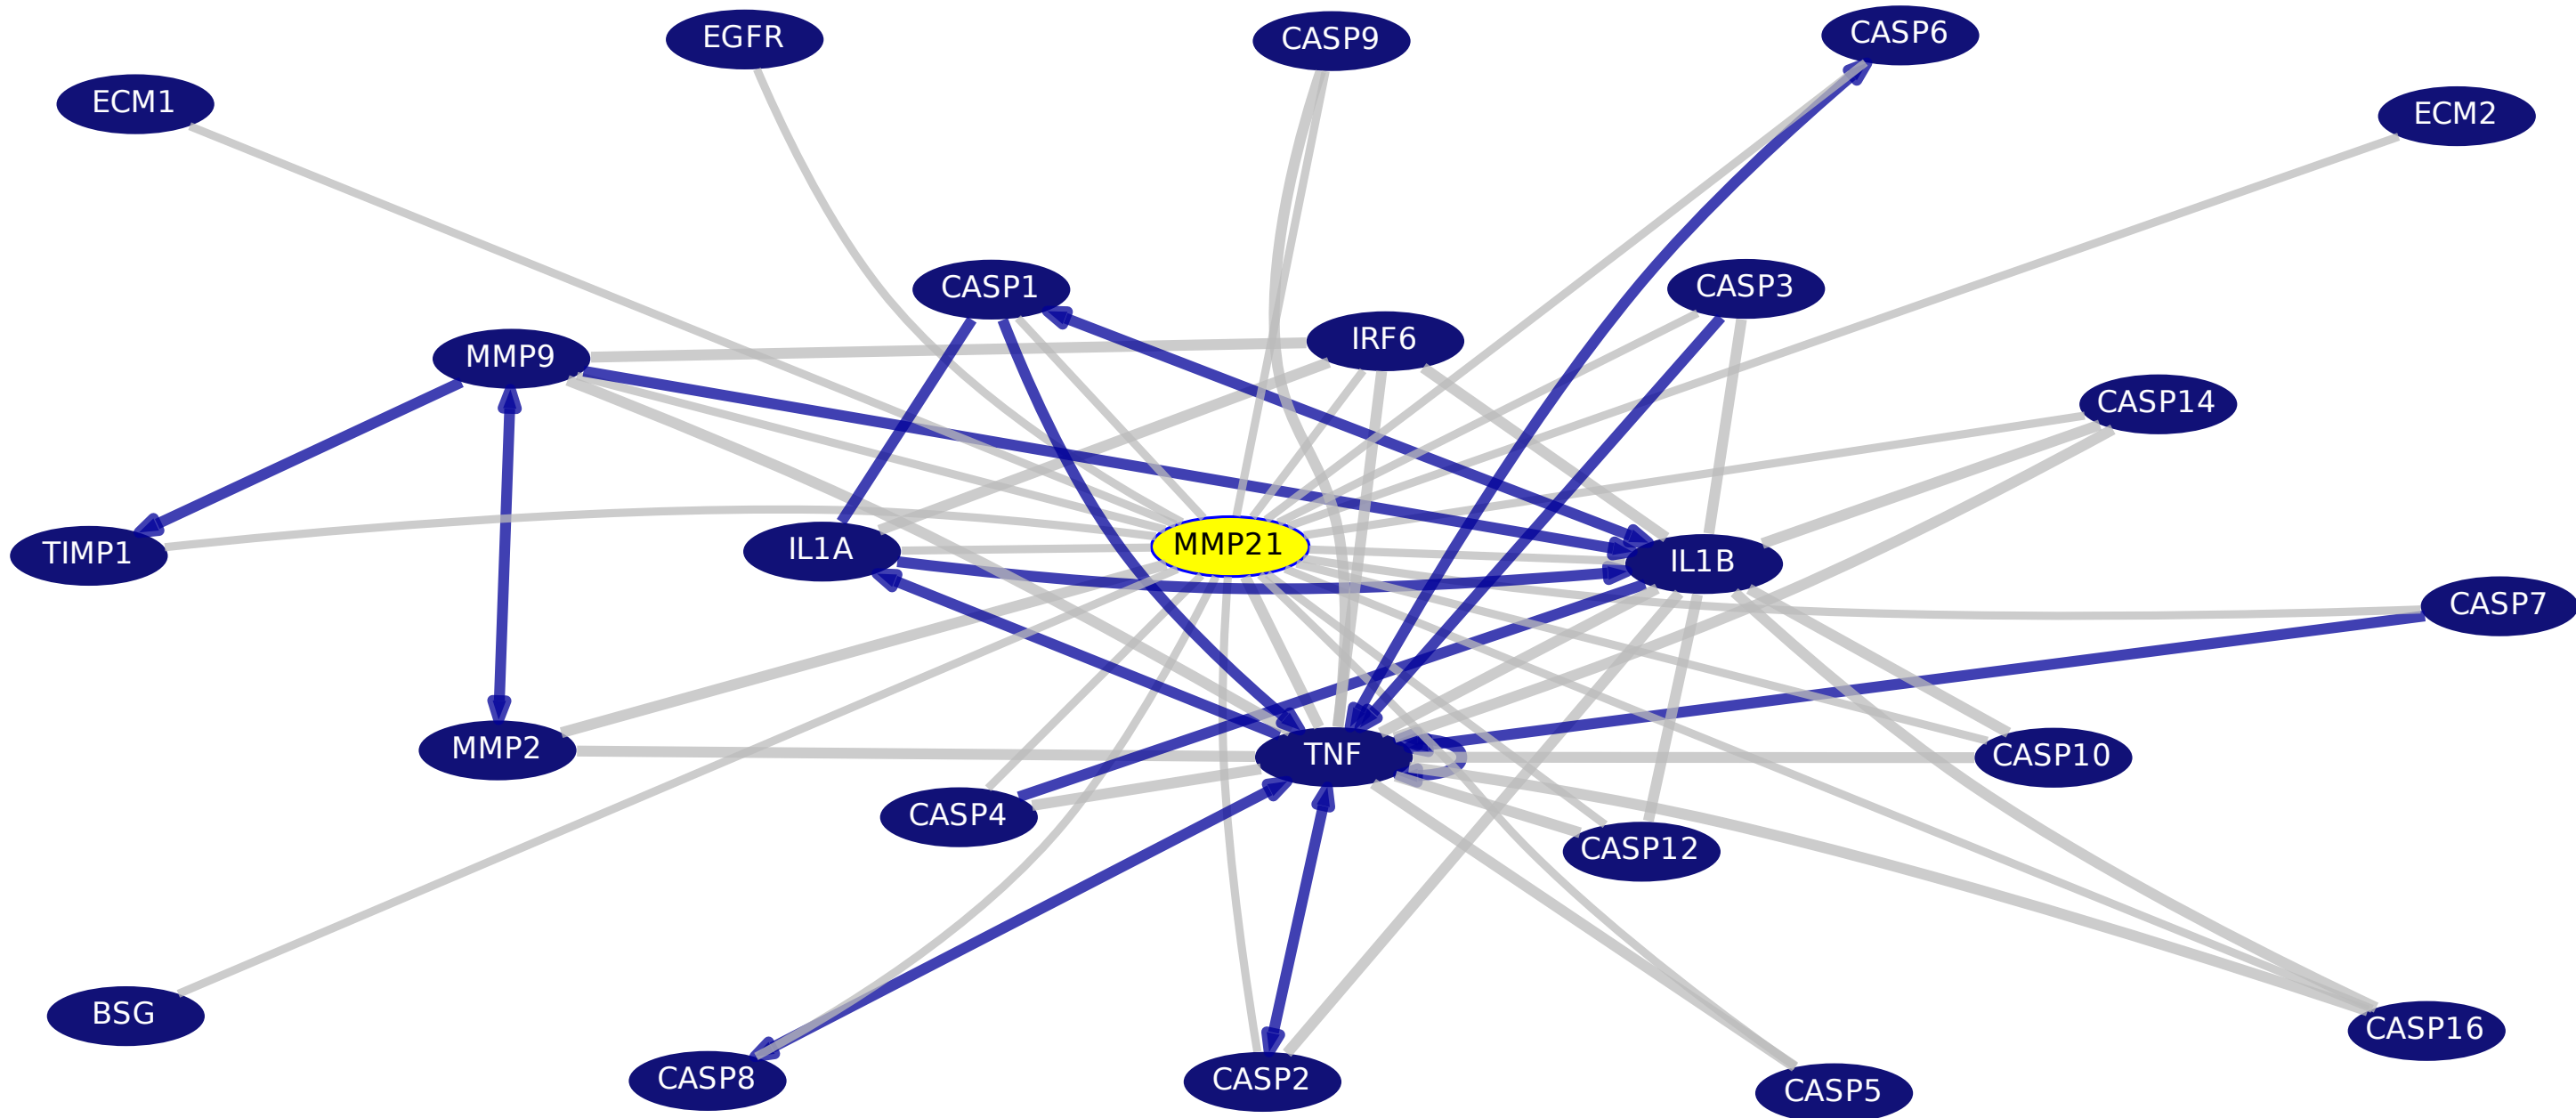 CASP6
EGFR
CASP9
ECM1
ECM2
CASP1
CASP3
IRF6
MMP9
CASP14
MMP21
IL1A
TIMP1
IL1B
CASP7
MMP2
TNF
CASP10
CASP4
CASP12
BSG
CASP16
CASP8
CASP2
CASP5